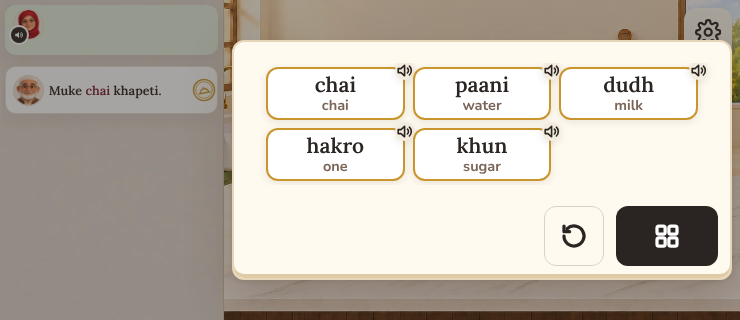 Muke chai khapeti.
chai
chai
paani
water
dudh
milk
hakro
one
khun
sugar